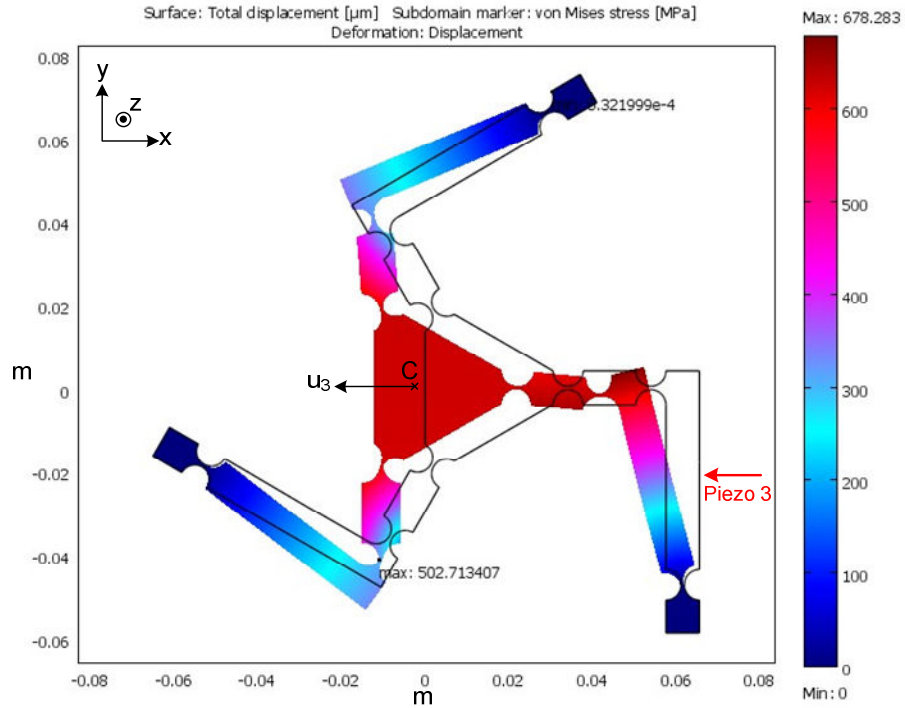 Surface: Total displacement [µm] Subdomain marker: von Mises stress [MPa]
Deformation: Displacement
Max: 678.283
0.08
0.06
0.04
0.02
0
-0.02
-0.04
-0.06
m
y
z
x
3.321999e-4
u3
C
Piezo 3
max: 502.713407
-0.08
-0.06
-0.04
-0.02
0
0.02
0.04
0.06
0.08
m
600
500
400
300
200
100
0
Min: 0